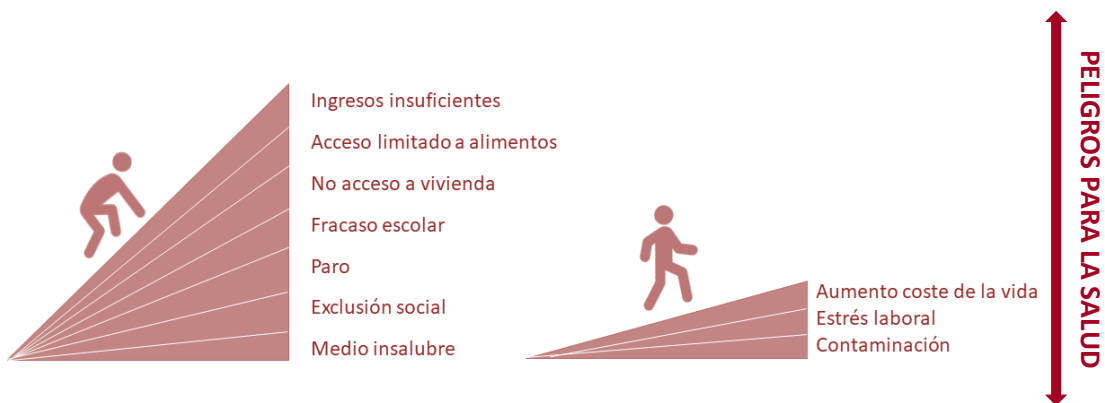 Ingresos insuficientes
Acceso limitado a alimentos
No acceso a vivienda
Fracaso escolar
Paro
Exclusión social
Medio insalubre
Aumento coste de la vida
Estrés laboral
Contaminación
PELIGROS PARA LA SALUD